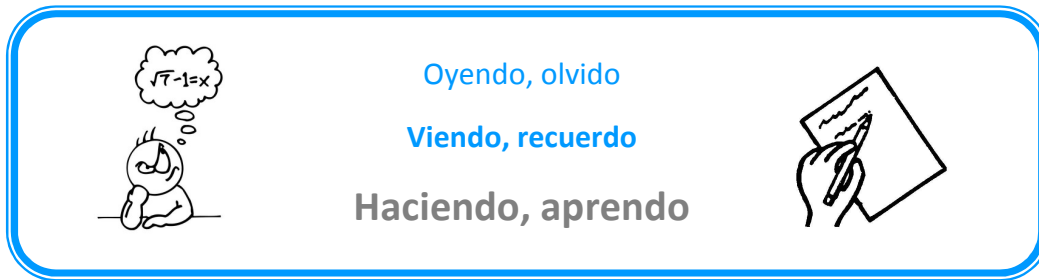 √7-1=x
Oyendo, olvido
Viendo, recuerdo
Haciendo, aprendo